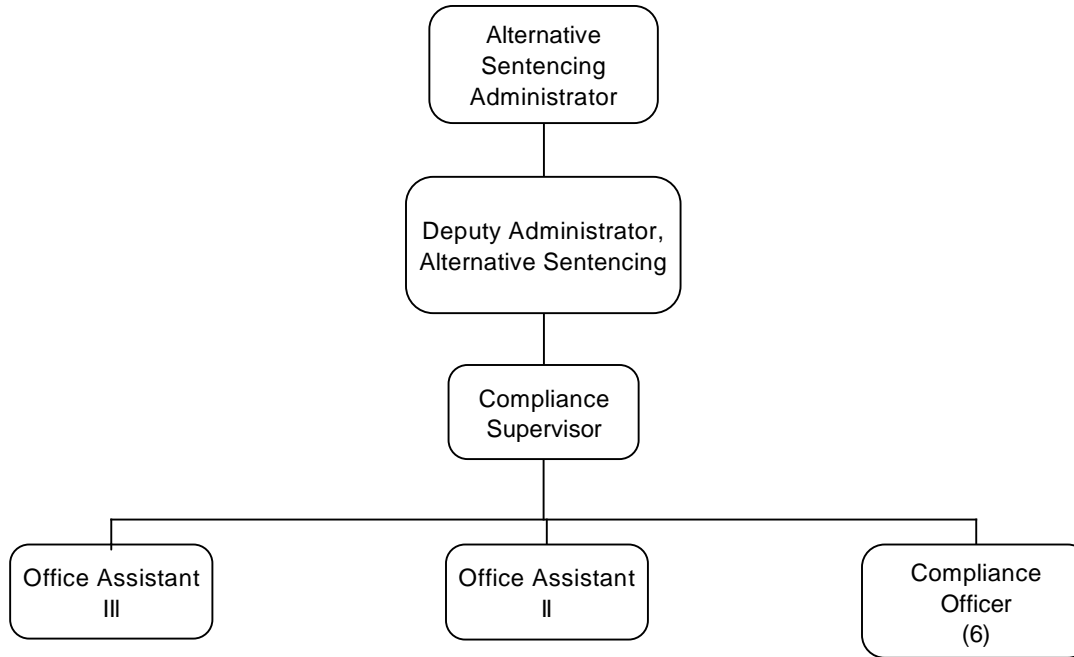 Alternative
Sentencing
Administrator
Deputy Administrator,
Alternative Sentencing
Compliance
Supervisor
Office Assistant
III
Office Assistant
II
Compliance
Officer
(6)